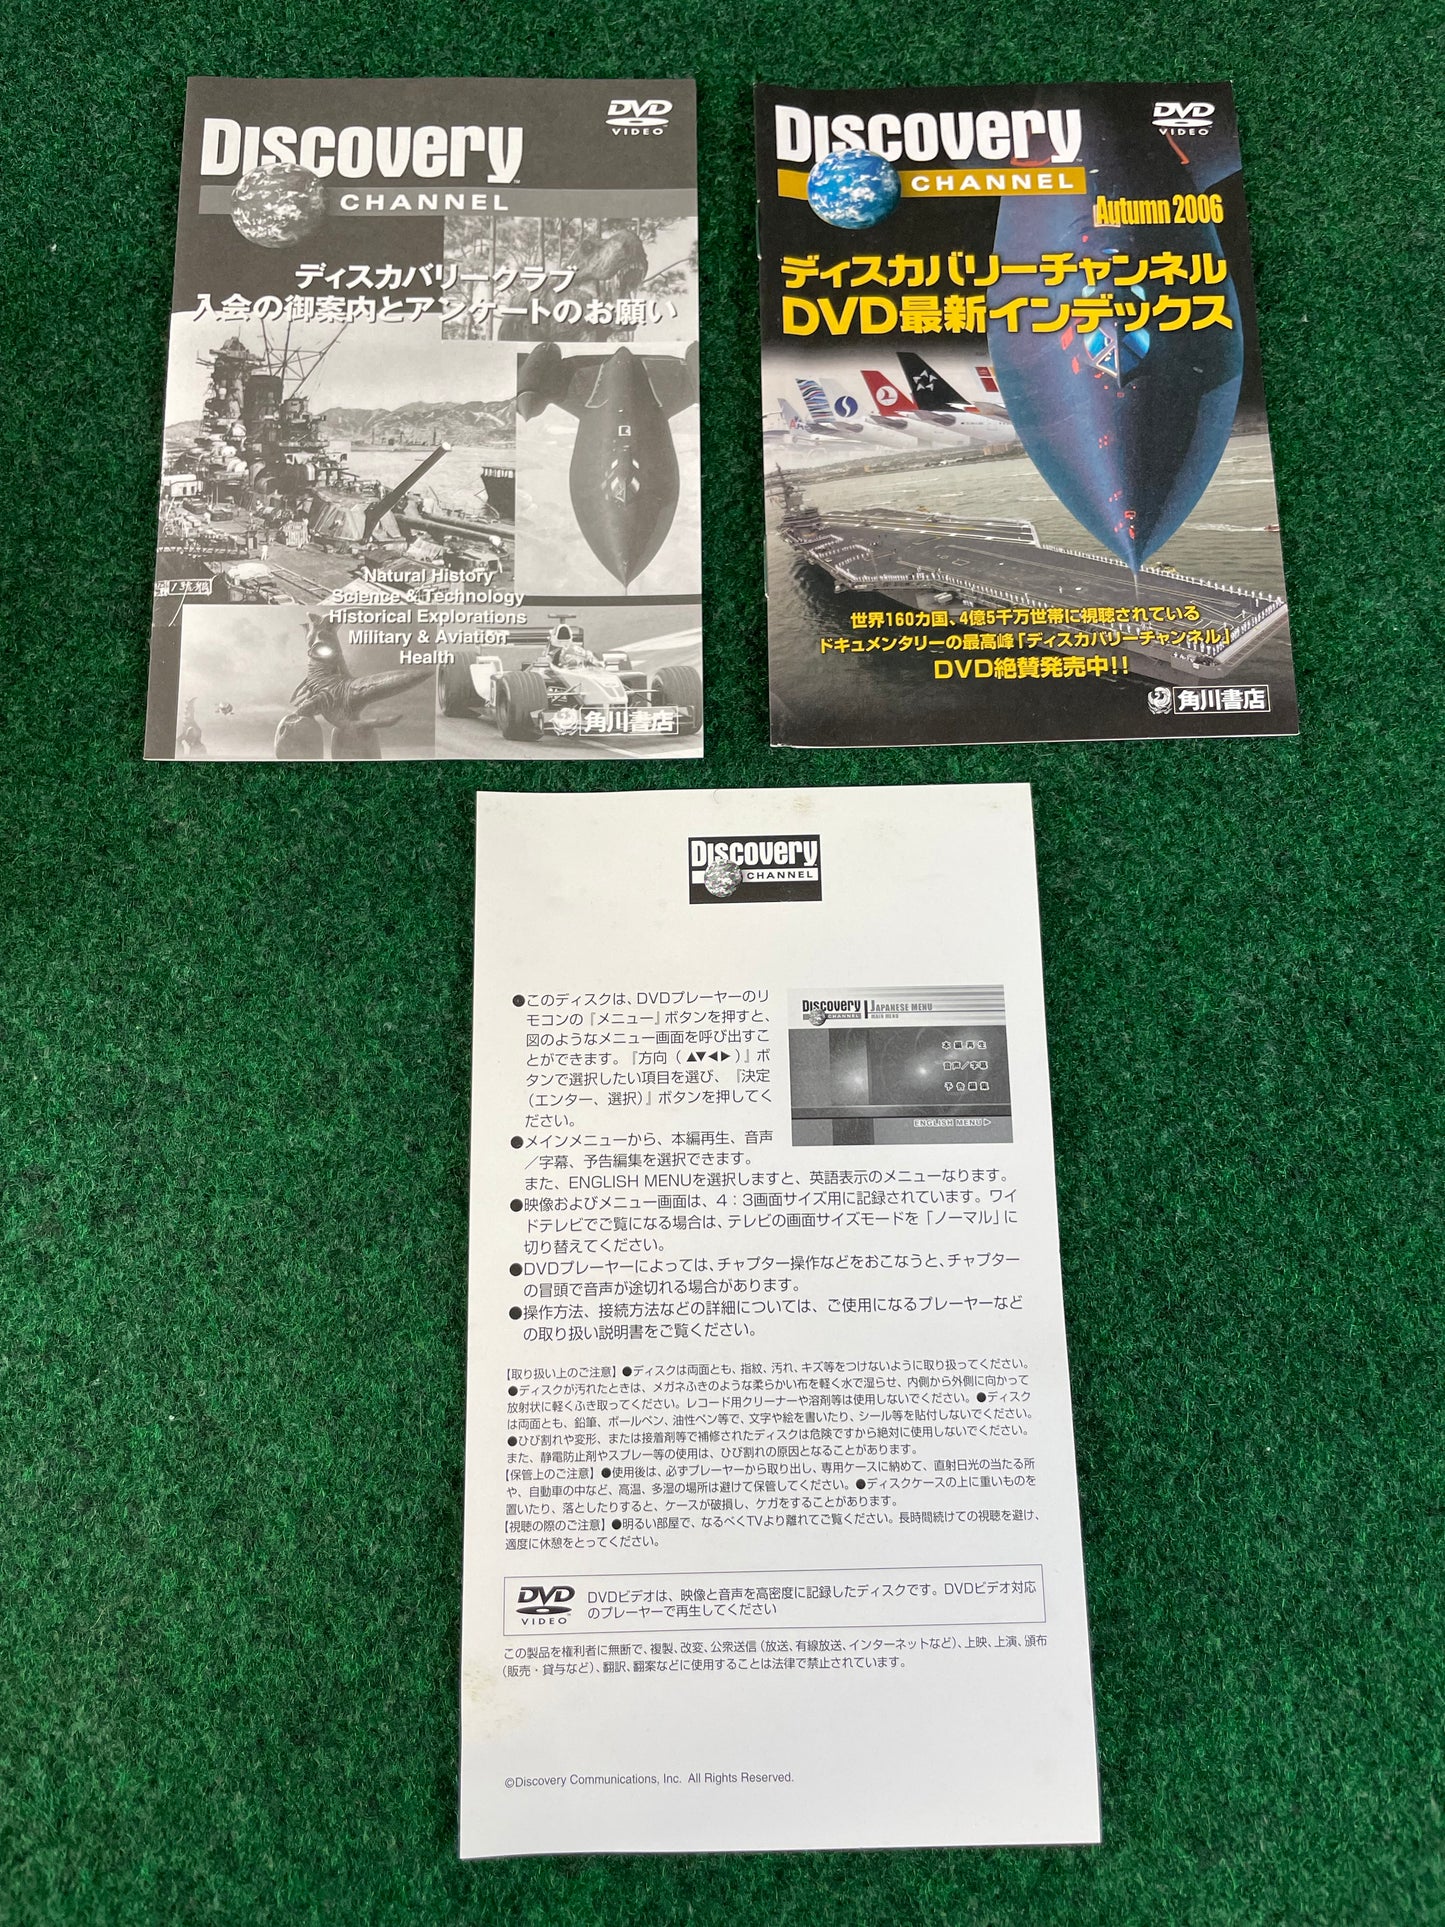 DVD
VIDEO
Discovery
CHANNEL
ディスカバリークラブ
入会の御案内とアンケートのお願い
Natural History
Science & Technology
Historical Explorations
Military & Aviation
Health
角川書店
DVD
VIDEO
Discovery
CHANNEL
Autumn 2006
ディスカバリーチャンネル
DVD最新インデックス
世界160カ国、4億5千万世帯に視聴されている
ドキュメンタリーの最高峰「ディスカバリーチャンネル」
DVD絶賛発売中!!
角川書店
Discovery
CHANNEL
●このディスクは、DVDプレーヤーのリ
モコンの『メニュー』ボタンを押すと、
図のようなメニュー画面を呼び出すこ
とができます。『方向（▲▼◀▶）』ボ
タンで選択したい項目を選び、『決定
（エンター、選択）』ボタンを押してく
ださい。
Discovery
CHANNEL
JAPANESE MENU
MAIN MENU
本編再生
音声／字幕
予告編集
ENGLISH MENU▶
●メインメニューから、本編再生、音声
／字幕、予告編集を選択できます。
また、ENGLISH MENUを選択しますと、英語表示のメニューなります。
●映像およびメニュー画面は、4：3画面サイズ用に記録されています。ワイ
ドテレビでご覧になる場合は、テレビの画面サイズモードを「ノーマル」に
切り替えてください。
●DVDプレーヤーによっては、チャプター操作などをおこなうと、チャプター
の冒頭で音声が途切れる場合があります。
●操作方法、接続方法などの詳細については、ご使用になるプレーヤーなど
の取り扱い説明書をご覧ください。
【取り扱い上のご注意】●ディスクは両面とも、指紋、汚れ、キズ等をつけないように取り扱ってください。
●ディスクが汚れたときは、メガネふきのような柔らかい布を軽く水で湿らせ、内側から外側に向かって
放射状に軽くふき取ってください。レコード用クリーナーや溶剤等は使用しないでください。●ディスク
は両面とも、鉛筆、ボールペン、油性ペン等で、文字や絵を書いたり、シール等を貼付しないでください。
●ひび割れや変形、または接着剤等で補修されたディスクは危険ですから絶対に使用しないでください。
また、静電防止剤やスプレー等の使用は、ひび割れの原因となることがあります。
【保管上のご注意】●使用後は、必ずプレーヤーから取り出し、専用ケースに納めて、直射日光の当たる所
や、自動車の中など、高温、多湿の場所は避けて保管してください。●ディスクケースの上に重いものを
置いたり、落としたりすると、ケースが破損し、ケガをすることがあります。
【視聴の際のご注意】●明るい部屋で、なるべくTVより離れてご覧ください。長時間続けての視聴を避け、
適度に休憩をとってください。
DVD
VIDEO
DVDビデオは、映像と音声を高密度に記録したディスクです。DVDビデオ対応
のプレーヤーで再生してください
この製品を権利者に無断で、複製、改変、公衆送信（放送、有線放送、インターネットなど）、上映、上演、頒布
（販売・貸与など）、翻訳、翻案などに使用することは法律で禁止されています。
©Discovery Communications, Inc. All Rights Reserved.